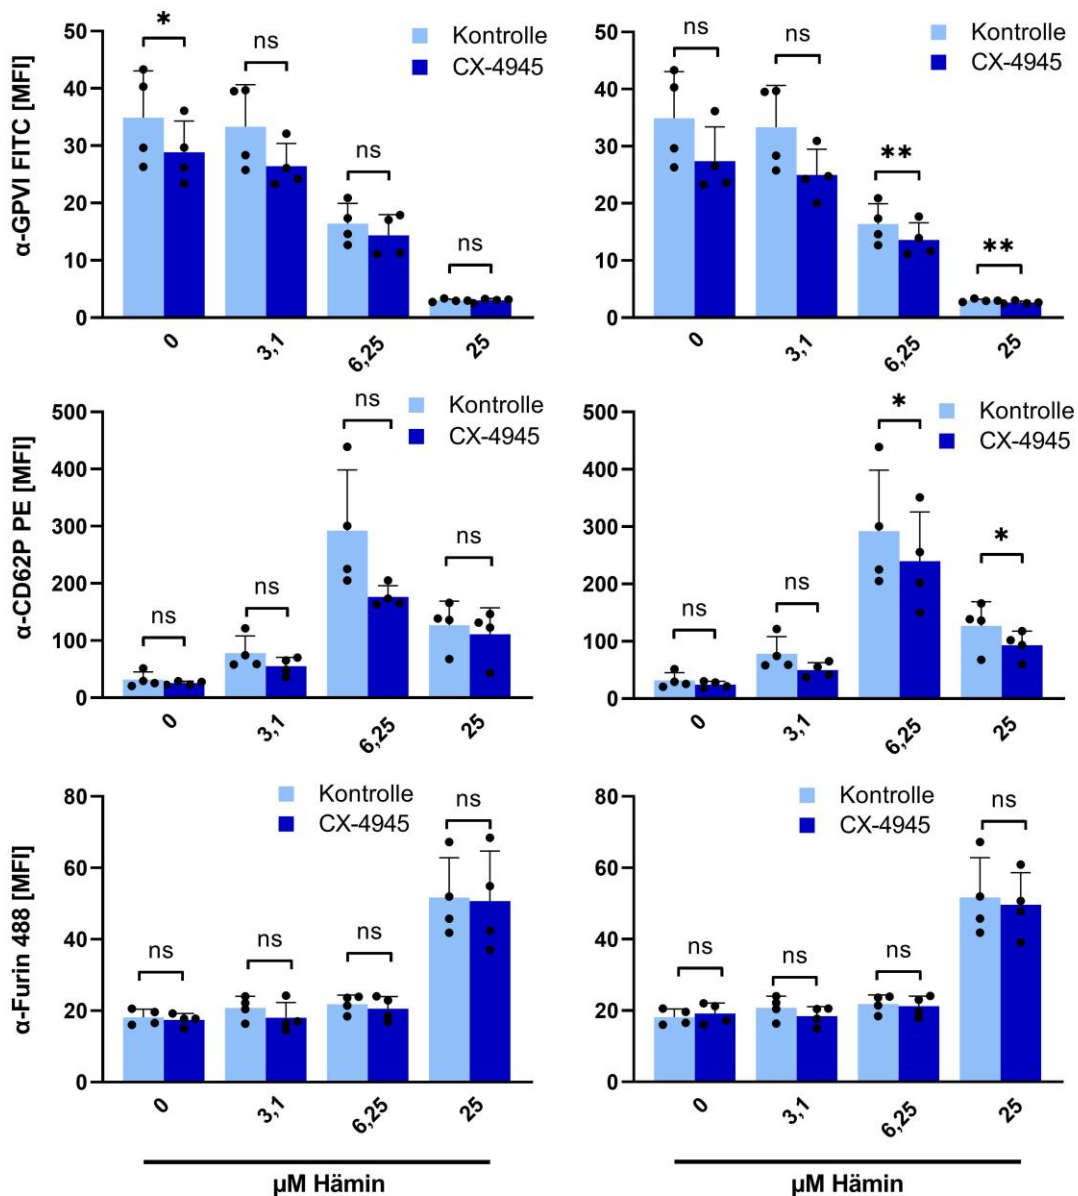 α-GPVI FITC [MFI]
50
40
30
20
10
0
* ns ns ns
Kontrolle
CX-4945
0 3,1 6,25 25
50
40
30
20
10
0
ns ns ** **
Kontrolle
CX-4945
0 3,1 6,25 25
α-CD62P PE [MFI]
500
400
300
200
100
0
ns ns ns ns
Kontrolle
CX-4945
0 3,1 6,25 25
500
400
300
200
100
0
ns ns * *
Kontrolle
CX-4945
0 3,1 6,25 25
α-Furin 488 [MFI]
80
60
40
20
0
ns ns ns ns
Kontrolle
CX-4945
0 3,1 6,25 25
µM Hämin
80
60
40
20
0
ns ns ns ns
Kontrolle
CX-4945
0 3,1 6,25 25
µM Hämin